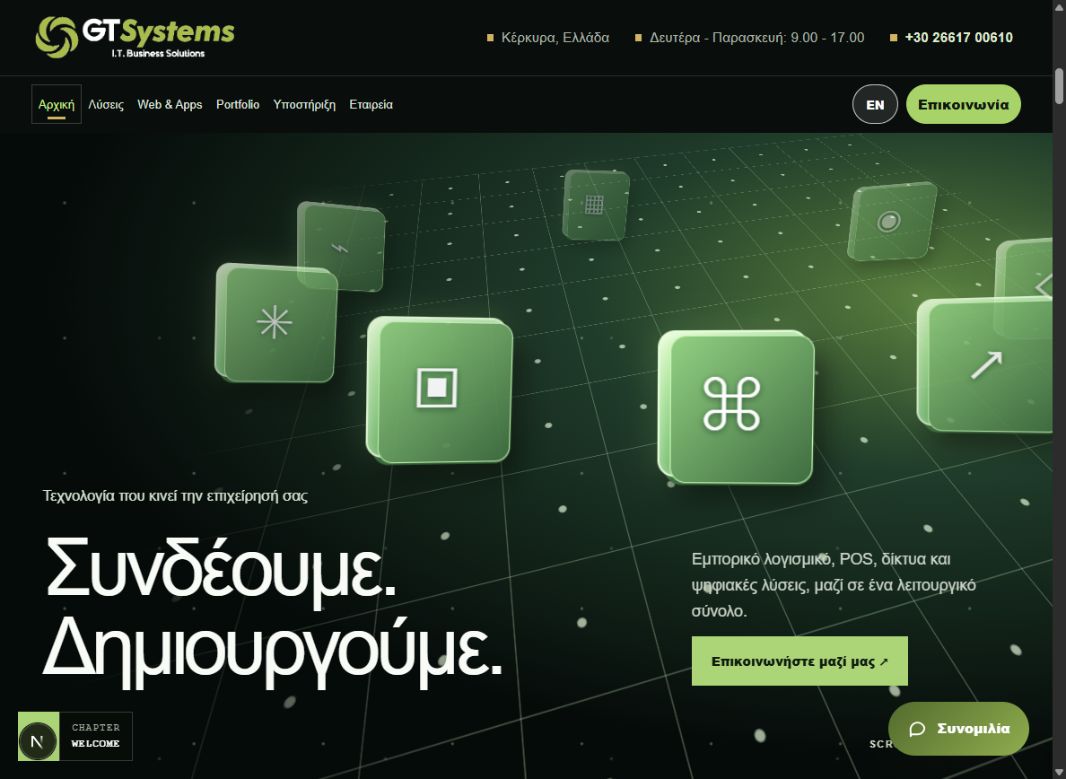 GTSystems
I.T. Business Solutions
Κέρκυρα, Ελλάδα
Δευτέρα - Παρασκευή: 9.00 - 17.00
+30 26617 00610
Αρχική
Λύσεις
Web & Apps
Portfolio
Υποστήριξη
Εταιρεία
EN
Επικοινωνία
Τεχνολογία που κινεί την επιχείρησή σας
Συνδέουμε.
Δημιουργούμε.
Εμπορικό λογισμικό, POS, δίκτυα και
ψηφιακές λύσεις, μαζί σε ένα λειτουργικό
σύνολο.
Επικοινωνήστε μαζί μας ↗
N
CHAPTER
WELCOME
Συνομιλία